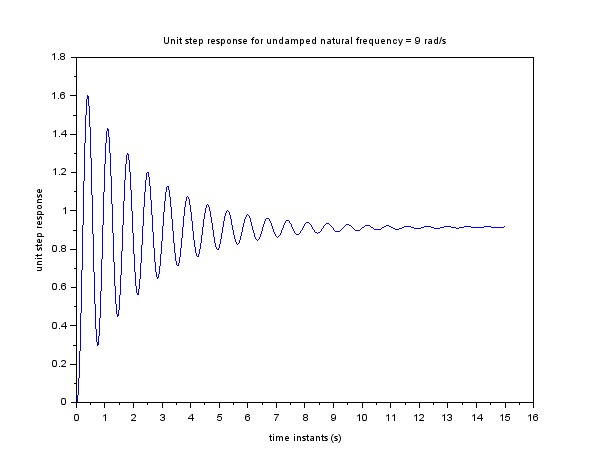 Unit step response for undamped natural frequency = 9 rad/s
1.8
1.6
1.4
1.2
1
0.8
0.6
0.4
0.2
0
unit step response
0 1 2 3 4 5 6 7 8 9 10 11 12 13 14 15 16
time instants (s)